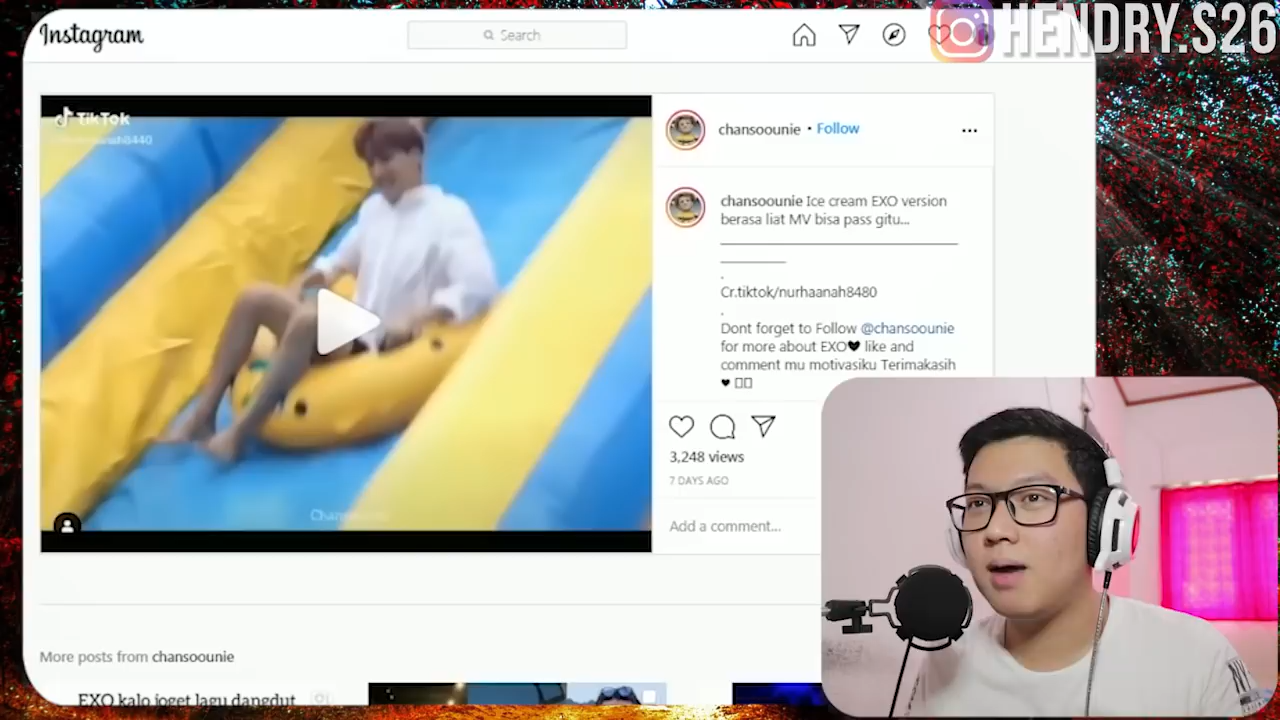 Instagram
Search
HENDRY.S26
TikTok
chansoounie • Follow
chansoounie Ice cream EXO version
berasa liat MV bisa pass gitu...
.
Cr.tiktok/nurhaanah8480
.
Dont forget to Follow @chansoounie
for more about EXO♥ like and
comment mu motivasiku Terimakasih
♥
3,248 views
7 DAYS AGO
Add a comment...
More posts from chansoounie
EXO kalo joget lagu dangdut